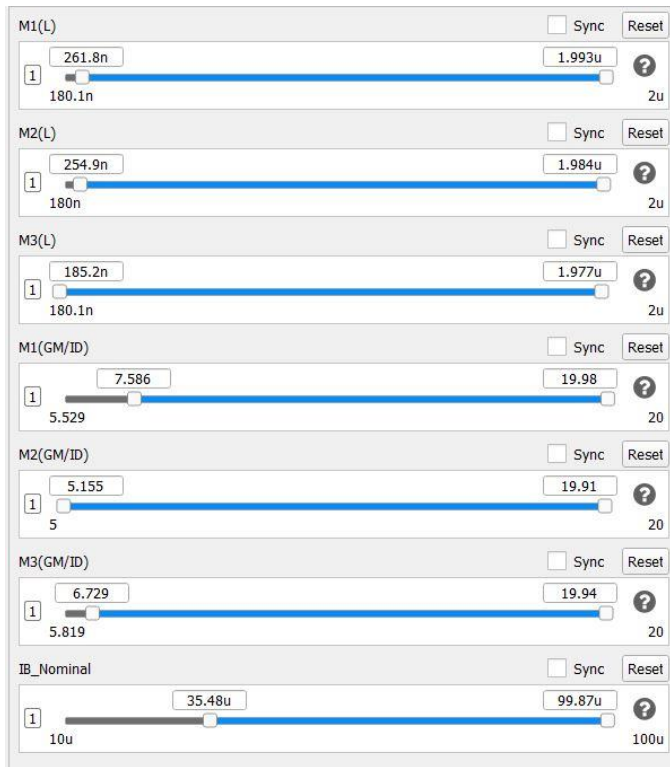 M1(L) Sync Reset
261.8n 1.993u
1 ?
180.1n 2u
M2(L) Sync Reset
254.9n 1.984u
1 ?
180n 2u
M3(L) Sync Reset
185.2n 1.977u
1 ?
180.1n 2u
M1(GM/ID) Sync Reset
7.586 19.98
1 ?
5.529 20
M2(GM/ID) Sync Reset
5.155 19.91
1 ?
5 20
M3(GM/ID) Sync Reset
6.729 19.94
1 ?
5.819 20
IB_Nominal Sync Reset
35.48u 99.87u
1 ?
10u 100u